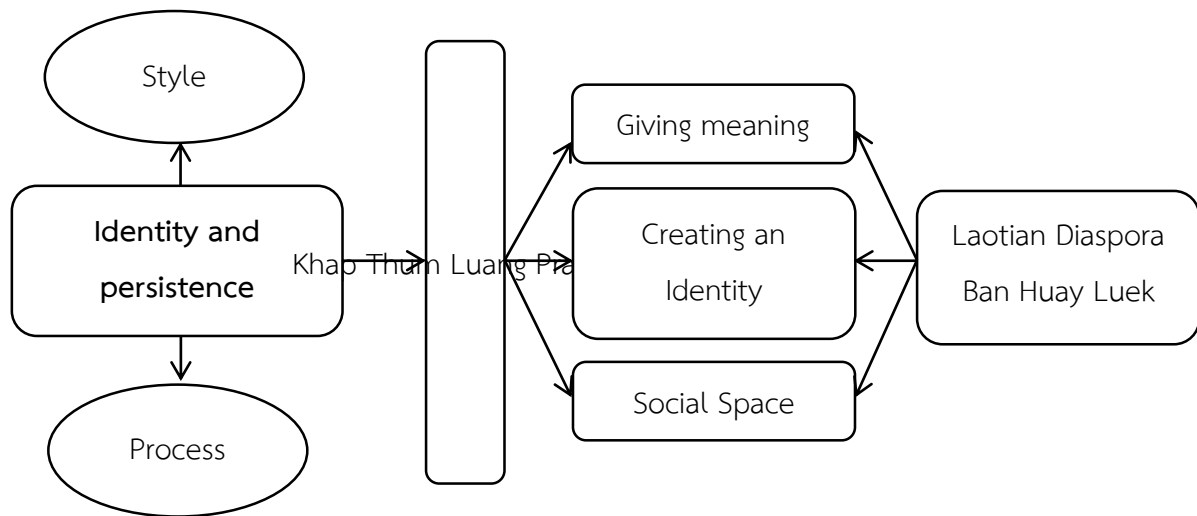 Style
Giving meaning
Identity and
persistence
Khap Thum Luang Pra
Creating an
Identity
Laotian Diaspora
Ban Huay Luek
Social Space
Process